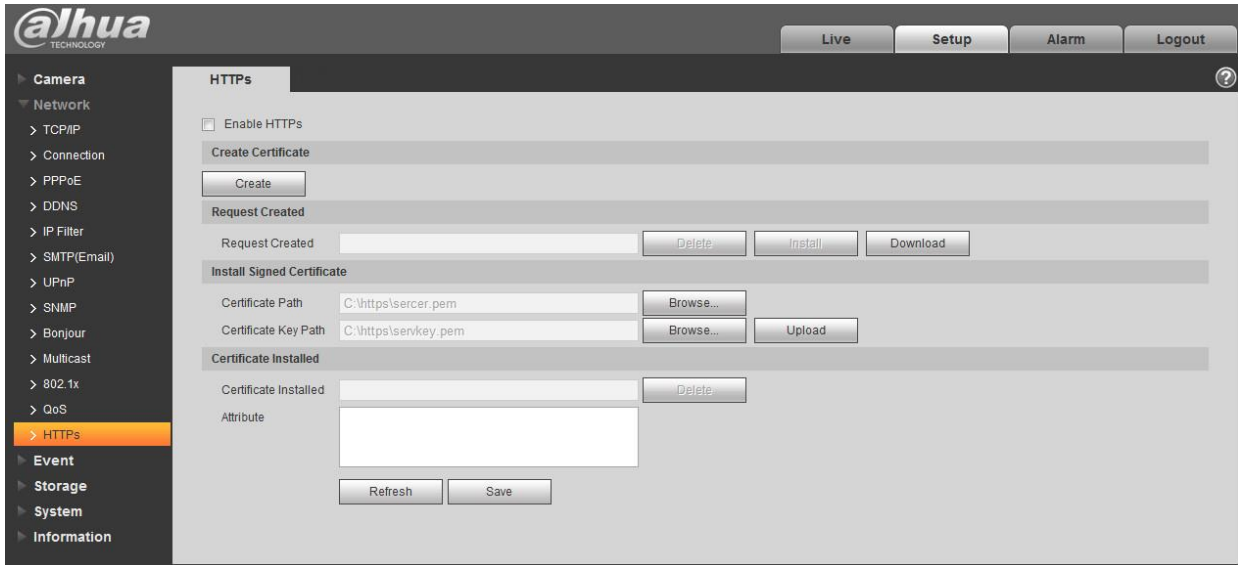 alhua
TECHNOLOGY
Live
Setup
Alarm
Logout
Camera
Network
TCP/IP
Connection
PPPoE
DDNS
IP Filter
SMTP(Email)
UPnP
SNMP
Bonjour
Multicast
802.1x
QoS
HTTPs
Event
Storage
System
Information
HTTPs
?
Enable HTTPs
Create Certificate
Create
Request Created
Request Created Delete Install Download
Install Signed Certificate
Certificate Path C:\https\sercer.pem Browse...
Certificate Key Path C:\https\servkey.pem Browse... Upload
Certificate Installed
Certificate Installed Delete
Attribute
Refresh Save